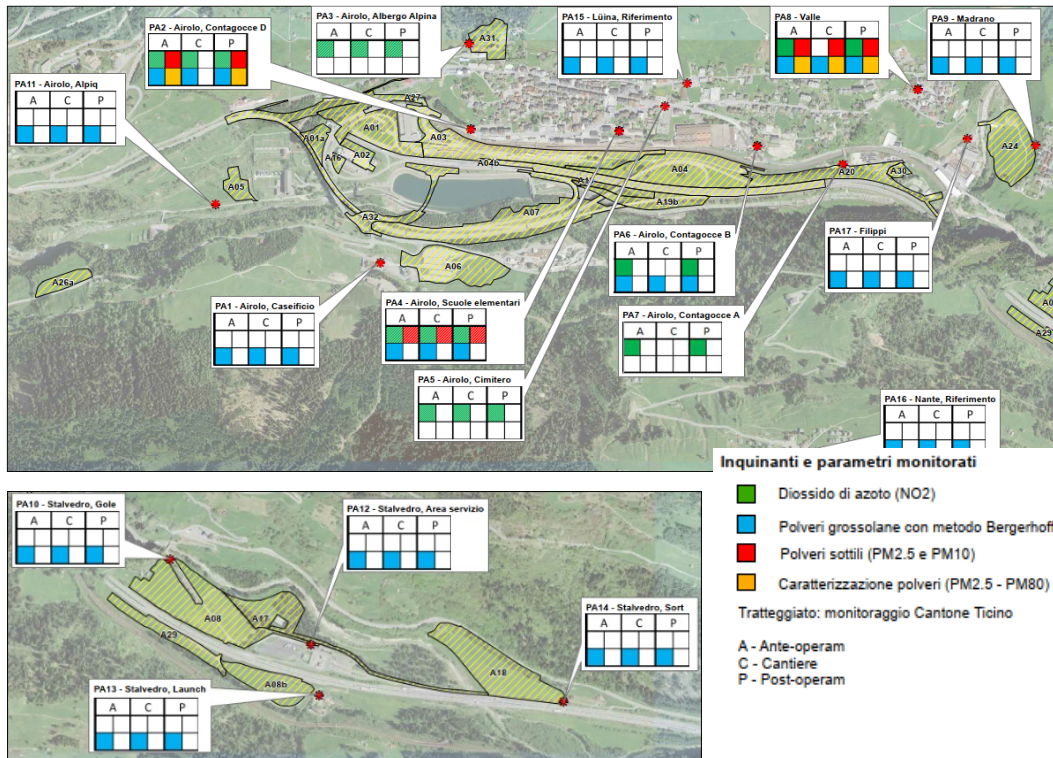 PA2 - Airolo, Contagocce D
A C P
PA3 - Airolo, Albergo Alpina
A C P
PA15 - Lüina, Riferimento
A C P
PA8 - Valle
A C P
PA9 - Madrano
A C P
PA11 - Airolo, Alpiq
A C P
A31
A27
A01
A01a
A03
A16
A02
A04b
A04
A05
A32
A07
A19b
A20
A30
A24
A06
A26a
A29
PA1 - Airolo, Caseificio
A C P
PA4 - Airolo, Scuole elementari
A C P
PA6 - Airolo, Contagocce B
A C P
PA17 - Filippi
A C P
PA7 - Airolo, Contagocce A
A C P
PA5 - Airolo, Cimitero
A C P
PA16 - Nante, Riferimento
A C P
Inquinanti e parametri monitorati
Diossido di azoto (NO2)
Polveri grossolane con metodo Bergerhoff
Polveri sottili (PM2.5 e PM10)
Caratterizzazione polveri (PM2.5 - PM80)
Tratteggiato: monitoraggio Cantone Ticino
A - Ante-operam
C - Cantiere
P - Post-operam
PA10 - Stalvedro, Gole
A C P
PA12 - Stalvedro, Area servizio
A C P
PA14 - Stalvedro, Sort
A C P
A08
A17
A29
A08b
A18
PA13 - Stalvedro, Launch
A C P